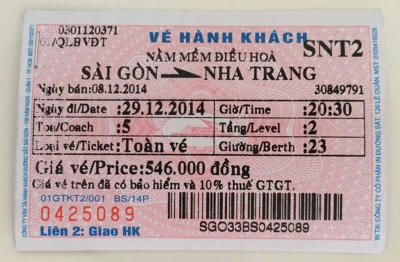 0301120371
01/QLBVĐT
VÉ HÀNH KHÁCH
SNT2
NẰM MỀM ĐIỀU HOÀ
SÀI GÒN NHA TRANG
Ngày bán:08.12.2014 30849791
Ngày đi/Date :29.12.2014 Giờ/Time :20:30
Toa/Coach :5 Tầng/Level :2
Loại vé/Ticket:Toàn vé Giường/Berth :23
Giá vé/Price:546.000 đồng
Giá vé trên đã có bảo hiểm và 10% thuế GTGT.
01GTKT2/001 BS/14P
0425089
SGO33BS0425089
Liên 2: Giao HK